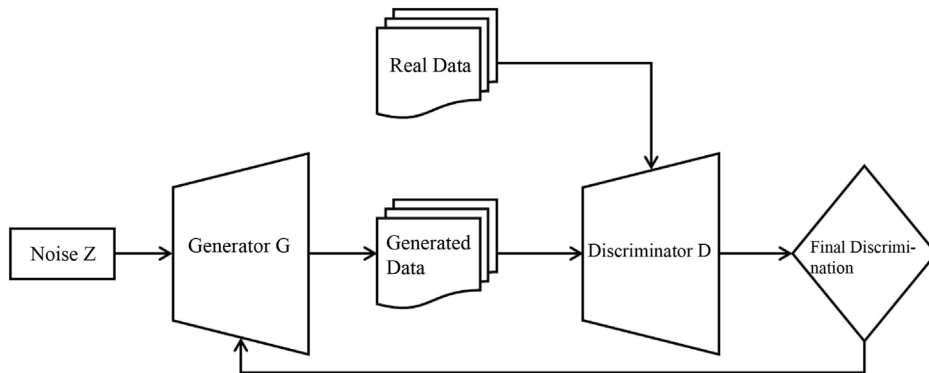 Real Data
Noise Z
Generator G
Generated
Data
Discriminator D
Final Discrimi-
nation